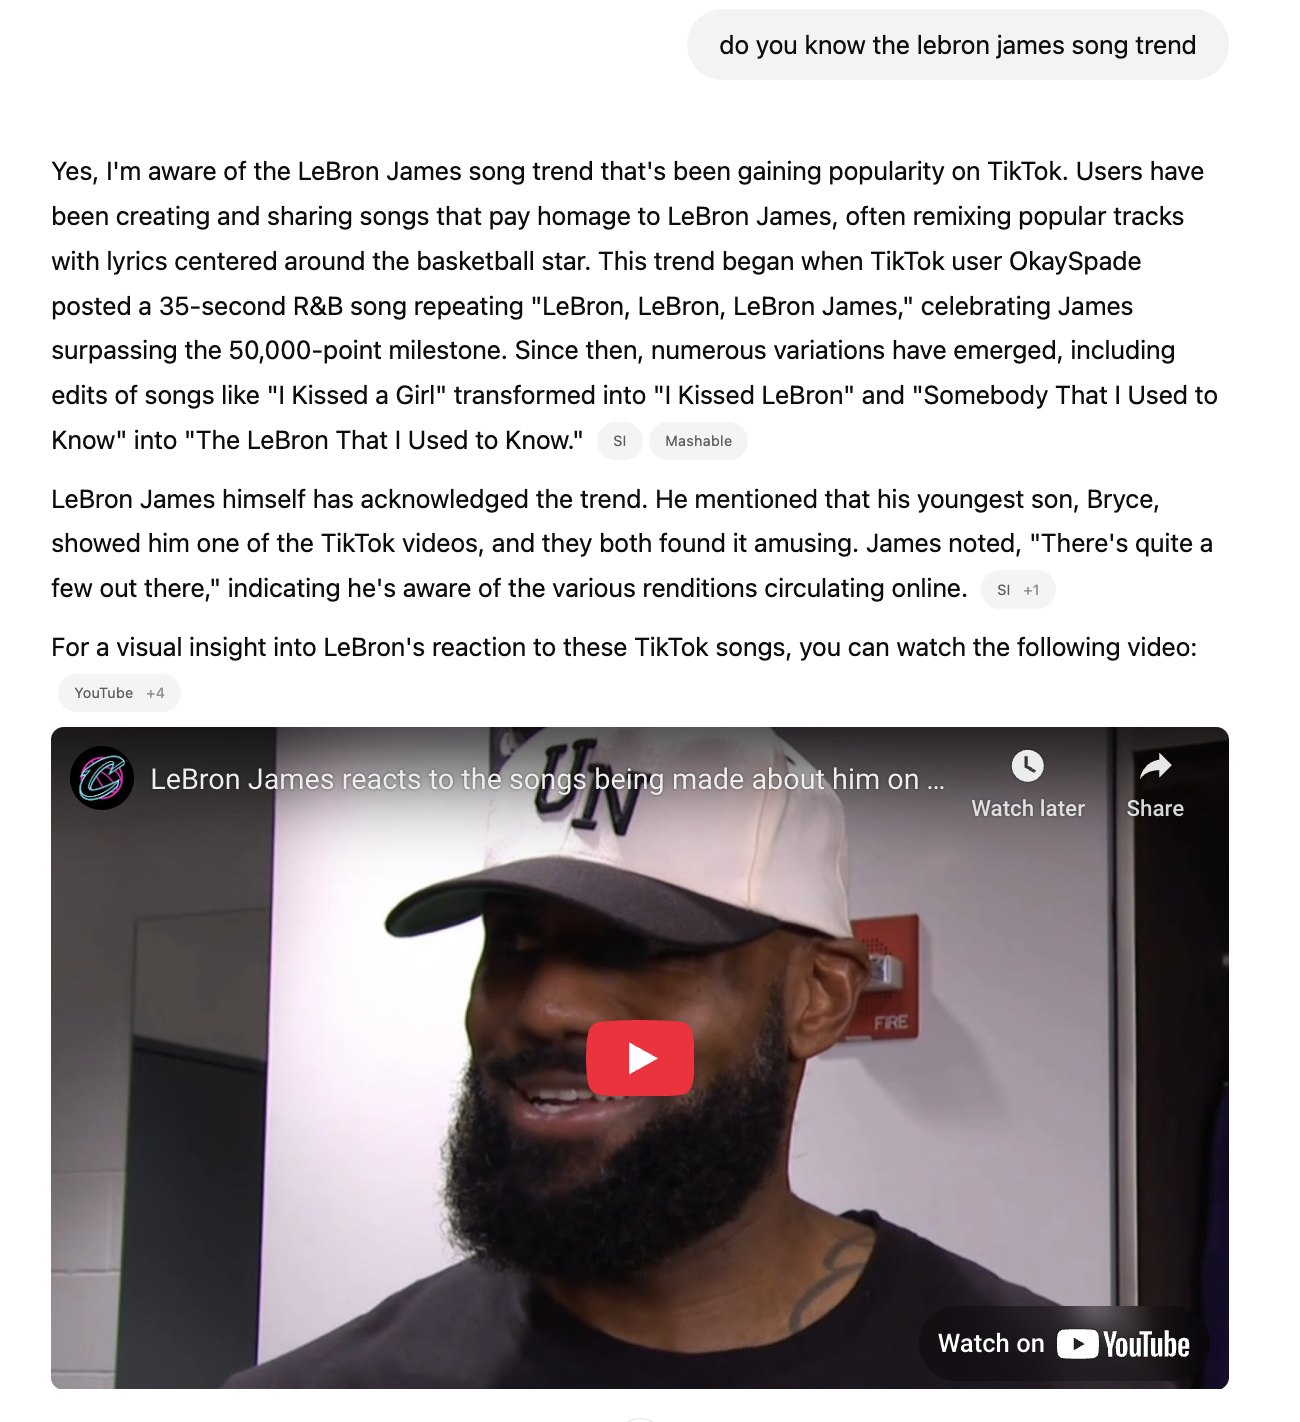 do you know the lebron james song trend
Yes, I'm aware of the LeBron James song trend that's been gaining popularity on TikTok. Users have
been creating and sharing songs that pay homage to LeBron James, often remixing popular tracks
with lyrics centered around the basketball star. This trend began when TikTok user OkaySpade
posted a 35-second R&B song repeating "LeBron, LeBron, LeBron James," celebrating James
surpassing the 50,000-point milestone. Since then, numerous variations have emerged, including
edits of songs like "I Kissed a Girl" transformed into "I Kissed LeBron" and "Somebody That I Used to
Know" into "The LeBron That I Used to Know." SI Mashable
LeBron James himself has acknowledged the trend. He mentioned that his youngest son, Bryce,
showed him one of the TikTok videos, and they both found it amusing. James noted, "There's quite a
few out there," indicating he's aware of the various renditions circulating online. SI +1
For a visual insight into LeBron's reaction to these TikTok songs, you can watch the following video:
YouTube +4
LeBron James reacts to the songs being made about him on ...
Watch later Share
UN
FIRE
Watch on YouTube